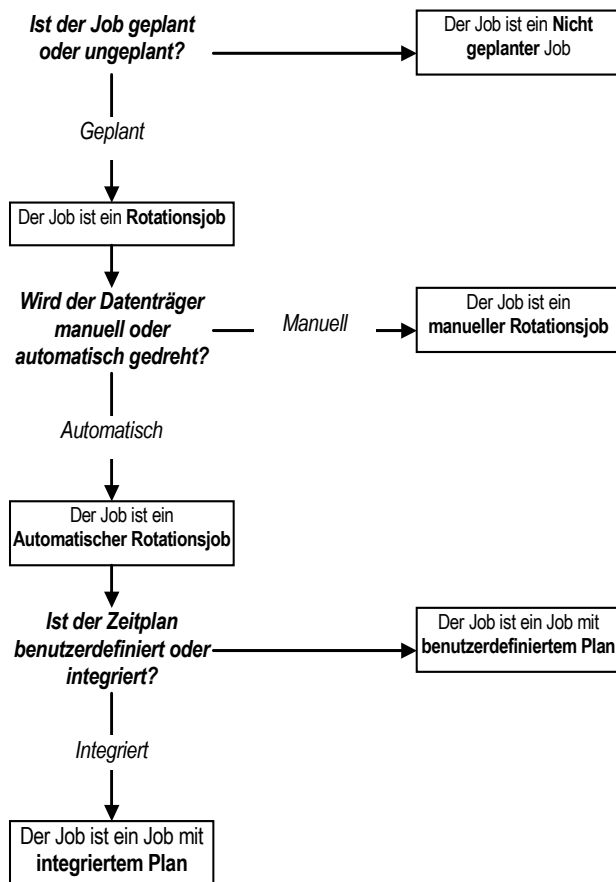 Ist der Job geplant
oder ungeplant?
Der Job ist ein Nicht
geplanter Job
Geplant
Der Job ist ein Rotationsjob
Wird der Datenträger
manuell oder
automatisch gedreht?
Manuell
Der Job ist ein
manueller Rotationsjob
Automatisch
Der Job ist ein
Automatischer Rotationsjob
Ist der Zeitplan
benutzerdefiniert oder
integriert?
Der Job ist ein Job mit
benutzerdefiniertem Plan
Integriert
Der Job ist ein Job mit
integriertem Plan